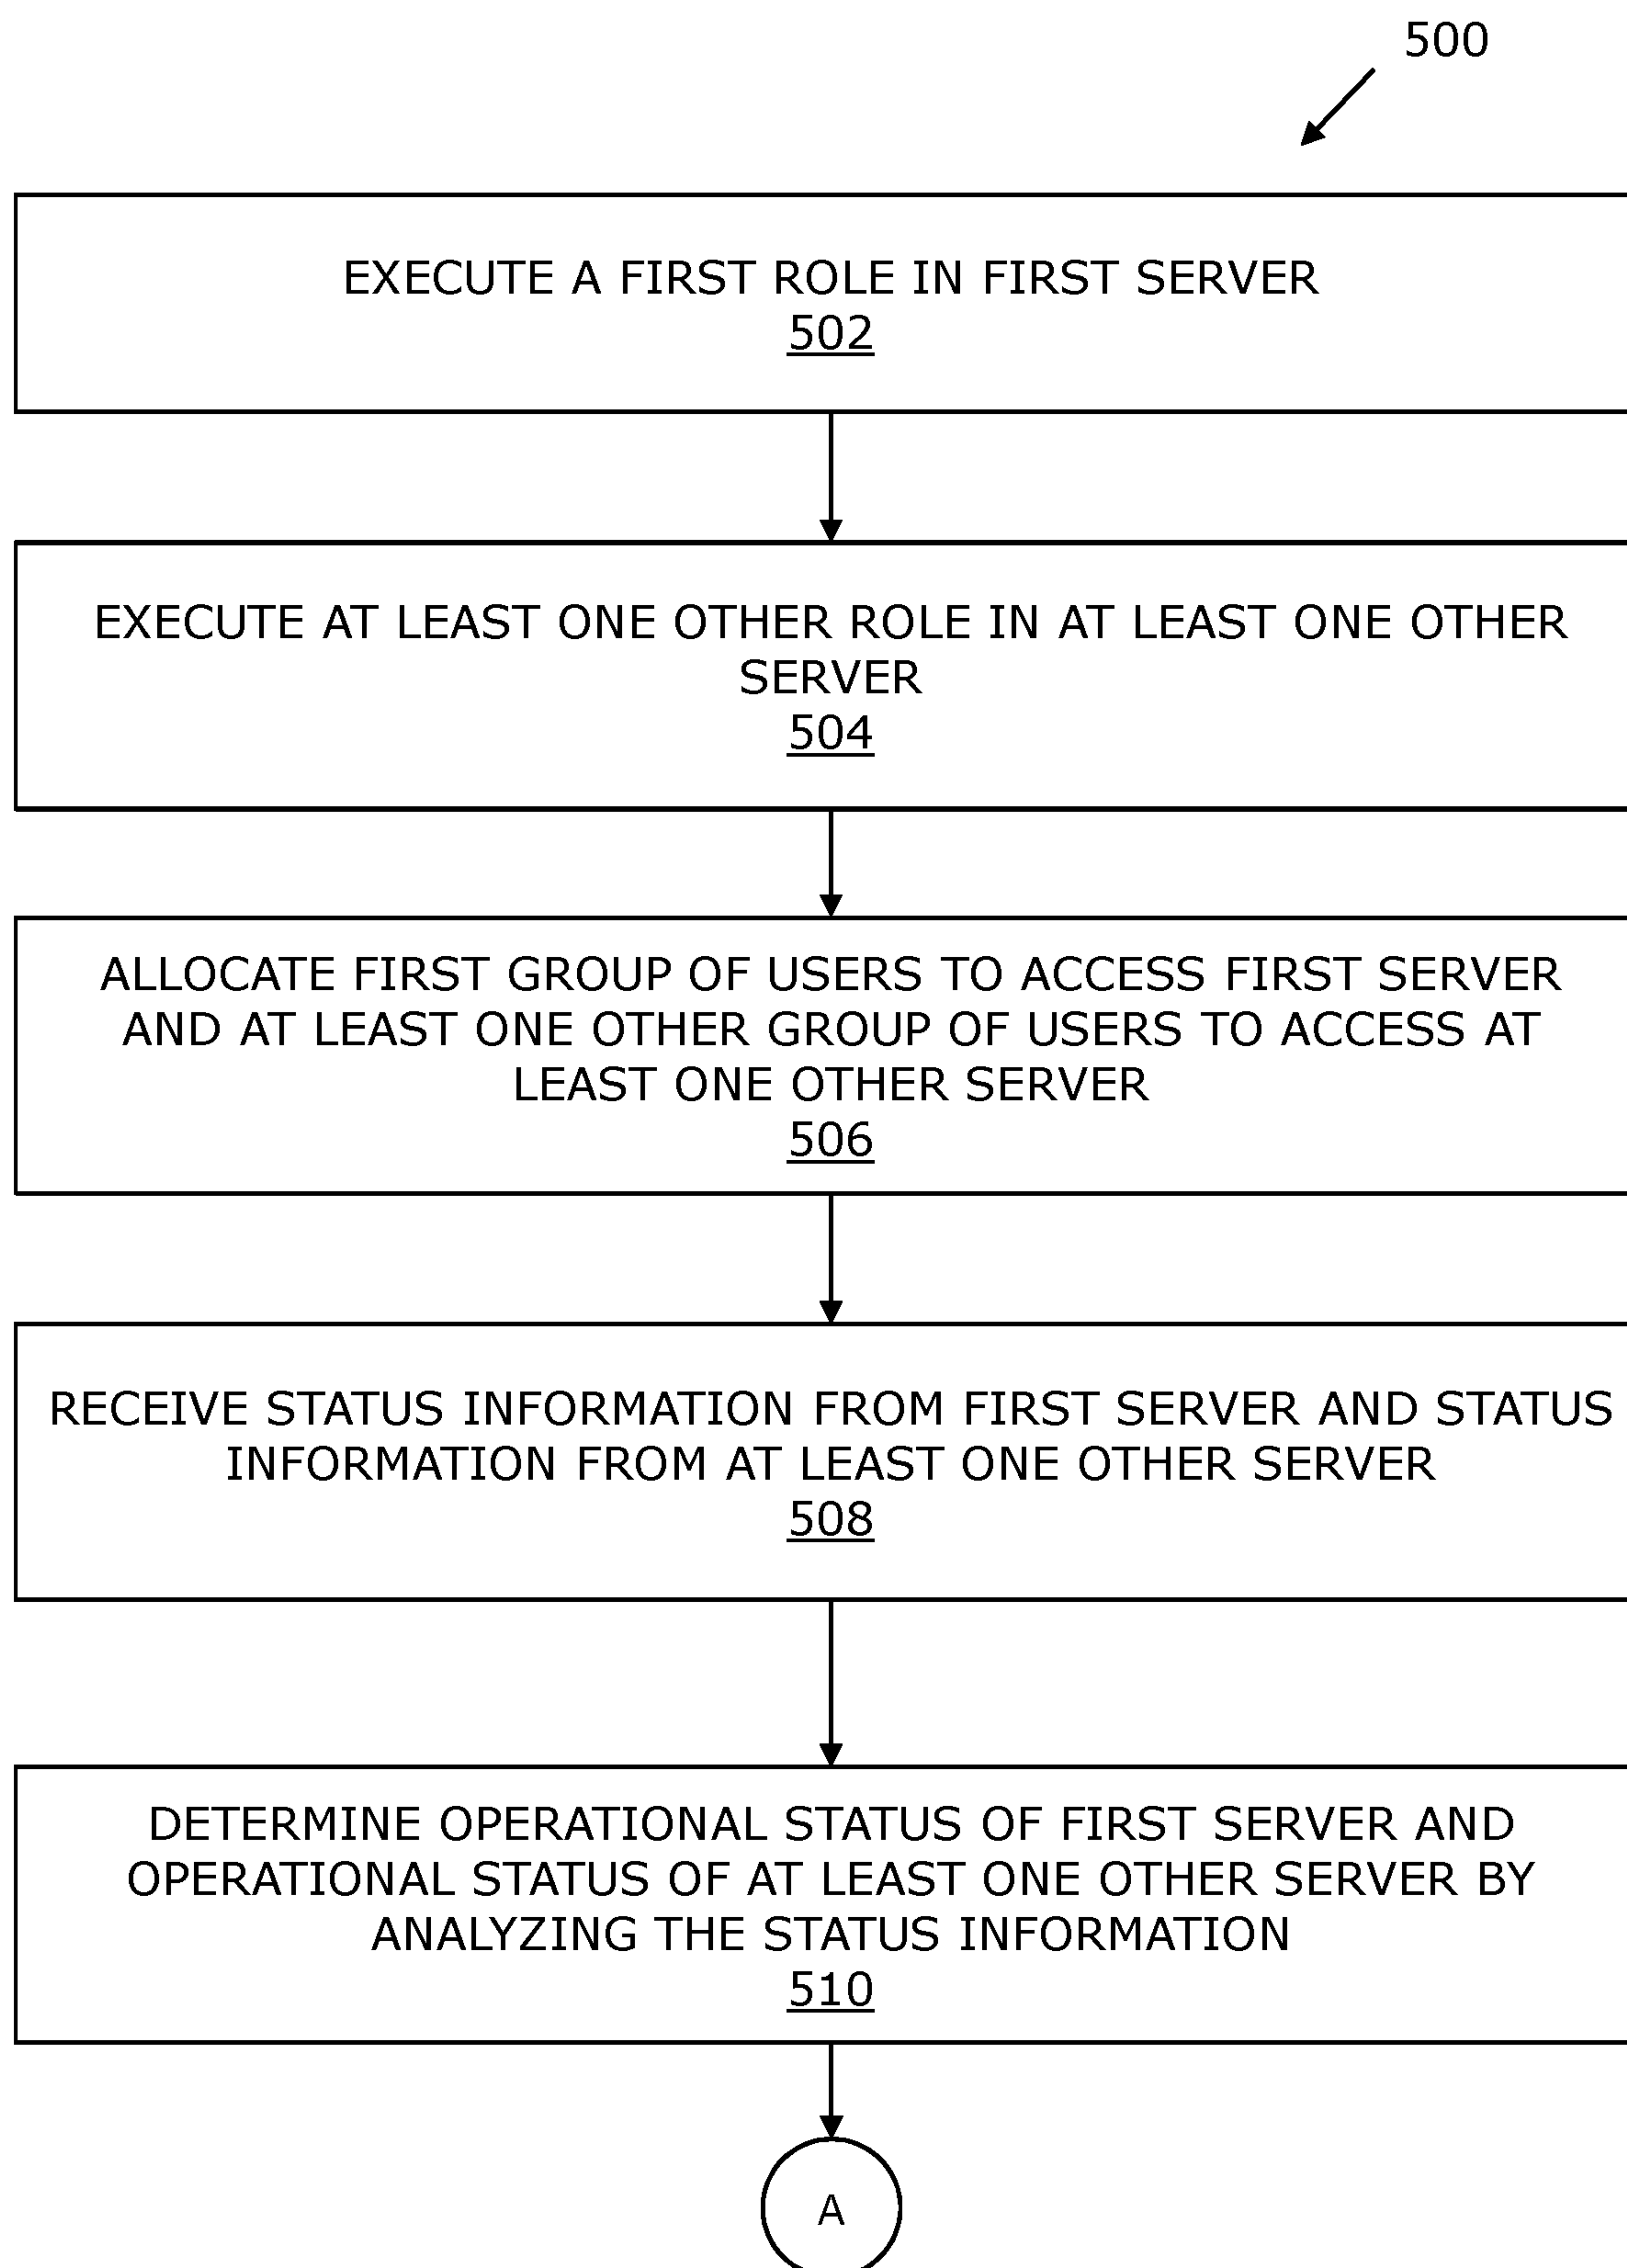 500
EXECUTE A FIRST ROLE IN FIRST SERVER
502
EXECUTE AT LEAST ONE OTHER ROLE IN AT LEAST ONE OTHER
SERVER
504
ALLOCATE FIRST GROUP OF USERS TO ACCESS FIRST SERVER
AND AT LEAST ONE OTHER GROUP OF USERS TO ACCESS AT
LEAST ONE OTHER SERVER
506
RECEIVE STATUS INFORMATION FROM FIRST SERVER AND STATUS
INFORMATION FROM AT LEAST ONE OTHER SERVER
508
DETERMINE OPERATIONAL STATUS OF FIRST SERVER AND
OPERATIONAL STATUS OF AT LEAST ONE OTHER SERVER BY
ANALYZING THE STATUS INFORMATION
510
A